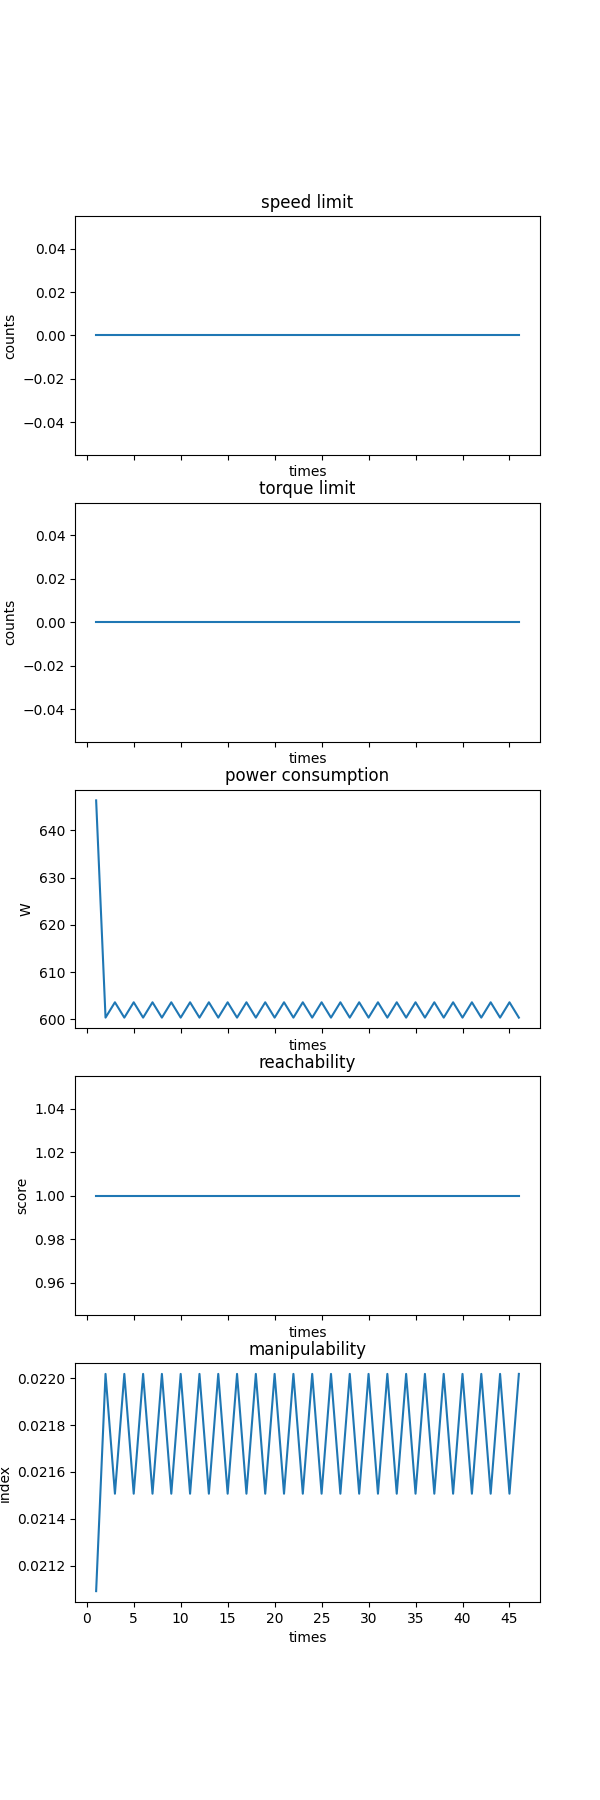 speed limit
0.04
0.02
0.00
−0.02
−0.04
counts
times
torque limit
0.04
0.02
0.00
−0.02
−0.04
counts
times
power consumption
640
630
620
610
600
W
times
reachability
1.04
1.02
1.00
0.98
0.96
score
times
manipulability
0.0220
0.0218
0.0216
0.0214
0.0212
index
0 5 10 15 20 25 30 35 40 45
times